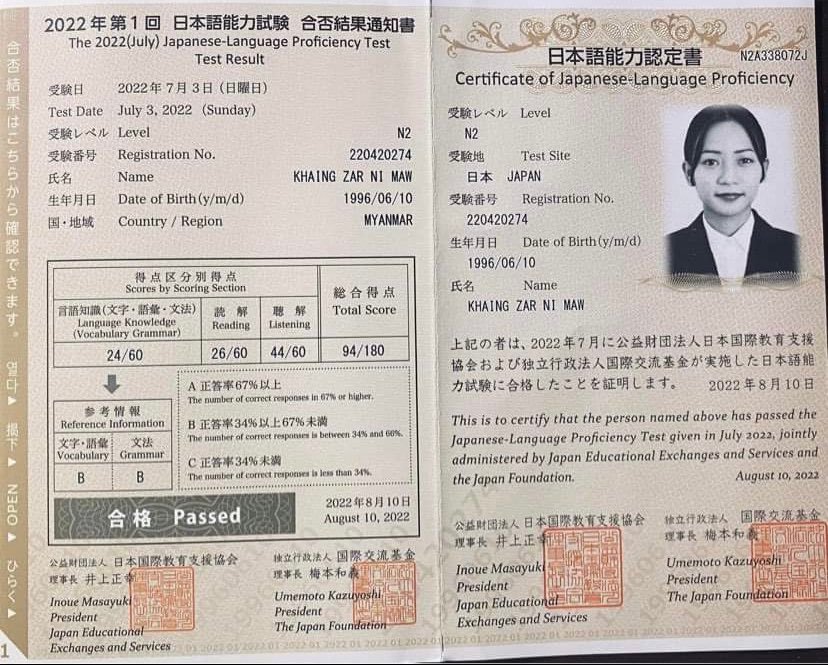 合否結果はこちらから確認できます。 열다▶ 揭下▶ OPEN▶ ひらく▶
1
2022年第1回 日本語能力試験 合否結果通知書
The 2022(July) Japanese-Language Proficiency Test
Test Result
受験日 2022年7月3日(日曜日)
Test Date July 3, 2022 (Sunday)
受験レベル Level N2
受験番号 Registration No. 220420274
氏名 Name KHAING ZAR NI MAW
生年月日 Date of Birth(y/m/d) 1996/06/10
国・地域 Country / Region MYANMAR
得点区分別得点
Scores by Scoring Section
総合得点
Total Score
言語知識(文字・語彙・文法)
Language Knowledge
(Vocabulary Grammar)
読解
Reading
聴解
Listening
24/60 26/60 44/60 94/180
参考情報
Reference Information
文字・語彙
Vocabulary
文法
Grammar
B B
A 正答率67%以上
The number of correct responses in 67% or higher.
B 正答率34%以上67%未満
The number of correct responses is between 34% and 66%.
C 正答率34%未満
The number of correct responses is less than 34%.
合格 Passed
2022年8月10日
August 10, 2022
公益財団法人 日本国際教育支援協会
理事長 井上正幸
Inoue Masayuki
President
Japan Educational
Exchanges and Services
独立行政法人 国際交流基金
理事長 梅本和義
Umemoto Kazuyoshi
President
The Japan Foundation
日本語能力認定書 N2A338072J
Certificate of Japanese-Language Proficiency
受験レベル Level
N2
受験地 Test Site
日本 JAPAN
受験番号 Registration No.
220420274
生年月日 Date of Birth(y/m/d)
1996/06/10
氏名 Name
KHAING ZAR NI MAW
上記の者は、2022年7月に公益財団法人日本国際教育支援
協会および独立行政法人国際交流基金が実施した日本語能
力試験に合格したことを証明します。 2022年8月10日
This is to certify that the person named above has passed the
Japanese-Language Proficiency Test given in July 2022, jointly
administered by Japan Educational Exchanges and Services and
the Japan Foundation. August 10, 2022
公益財団法人 日本国際教育支援協会
理事長 井上正幸
Inoue Masayuki
President
Japan Educational
Exchanges and Services
独立行政法人 国際交流基金
理事長 梅本和義
Umemoto Kazuyoshi
President
The Japan Foundation